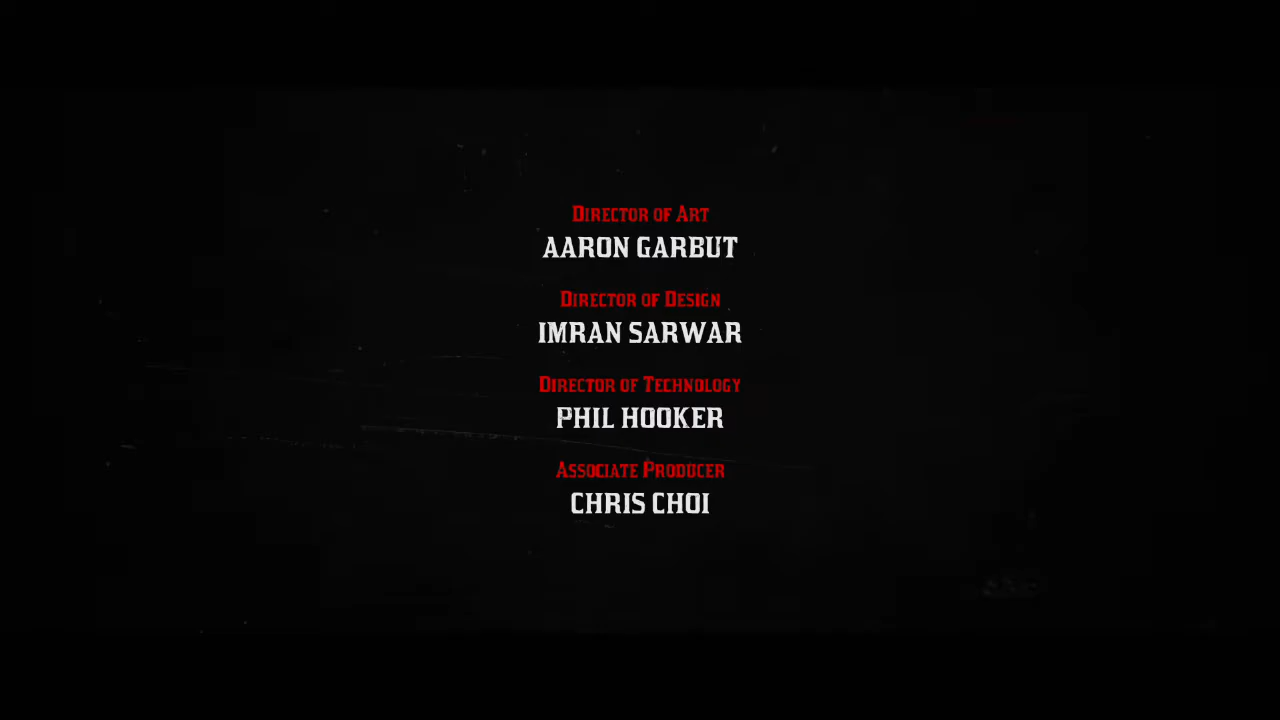 Director of Art
AARON GARBUT
Director of Design
IMRAN SARWAR
Director of Technology
PHIL HOOKER
Associate Producer
CHRIS CHOI